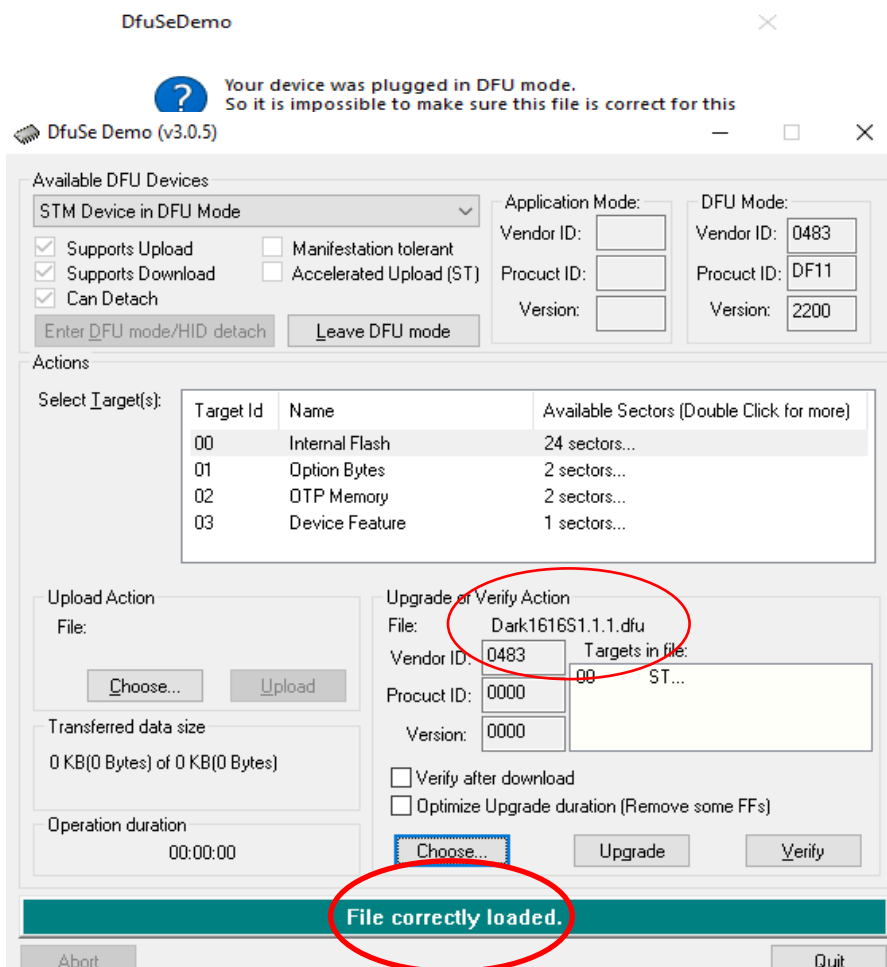 DfuSeDemo
Your device was plugged in DFU mode.
So it is impossible to make sure this file is correct for this
DfuSe Demo (v3.0.5)
Available DFU Devices
STM Device in DFU Mode
Supports Upload
Manifestation tolerant
Supports Download
Accelerated Upload (ST)
Can Detach
Enter DFU mode/HID detach
Leave DFU mode
Application Mode:
Vendor ID:
Procuct ID:
Version:
DFU Mode:
Vendor ID: 0483
Procuct ID: DF11
Version: 2200
Actions
Select Target(s):
Target Id Name Available Sectors (Double Click for more)
00 Internal Flash 24 sectors...
01 Option Bytes 2 sectors...
02 OTP Memory 2 sectors...
03 Device Feature 1 sectors...
Upload Action
File:
Choose... Upload
Transferred data size
0 KB(0 Bytes) of 0 KB(0 Bytes)
Operation duration
00:00:00
Upgrade or Verify Action
File: Dark1616S1.1.1.dfu
Vendor ID: 0483
Procuct ID: 0000
Version: 0000
Targets in file:
00 ST...
Verify after download
Optimize Upgrade duration (Remove some FFs)
Choose... Upgrade Verify
File correctly loaded.
Abort Quit